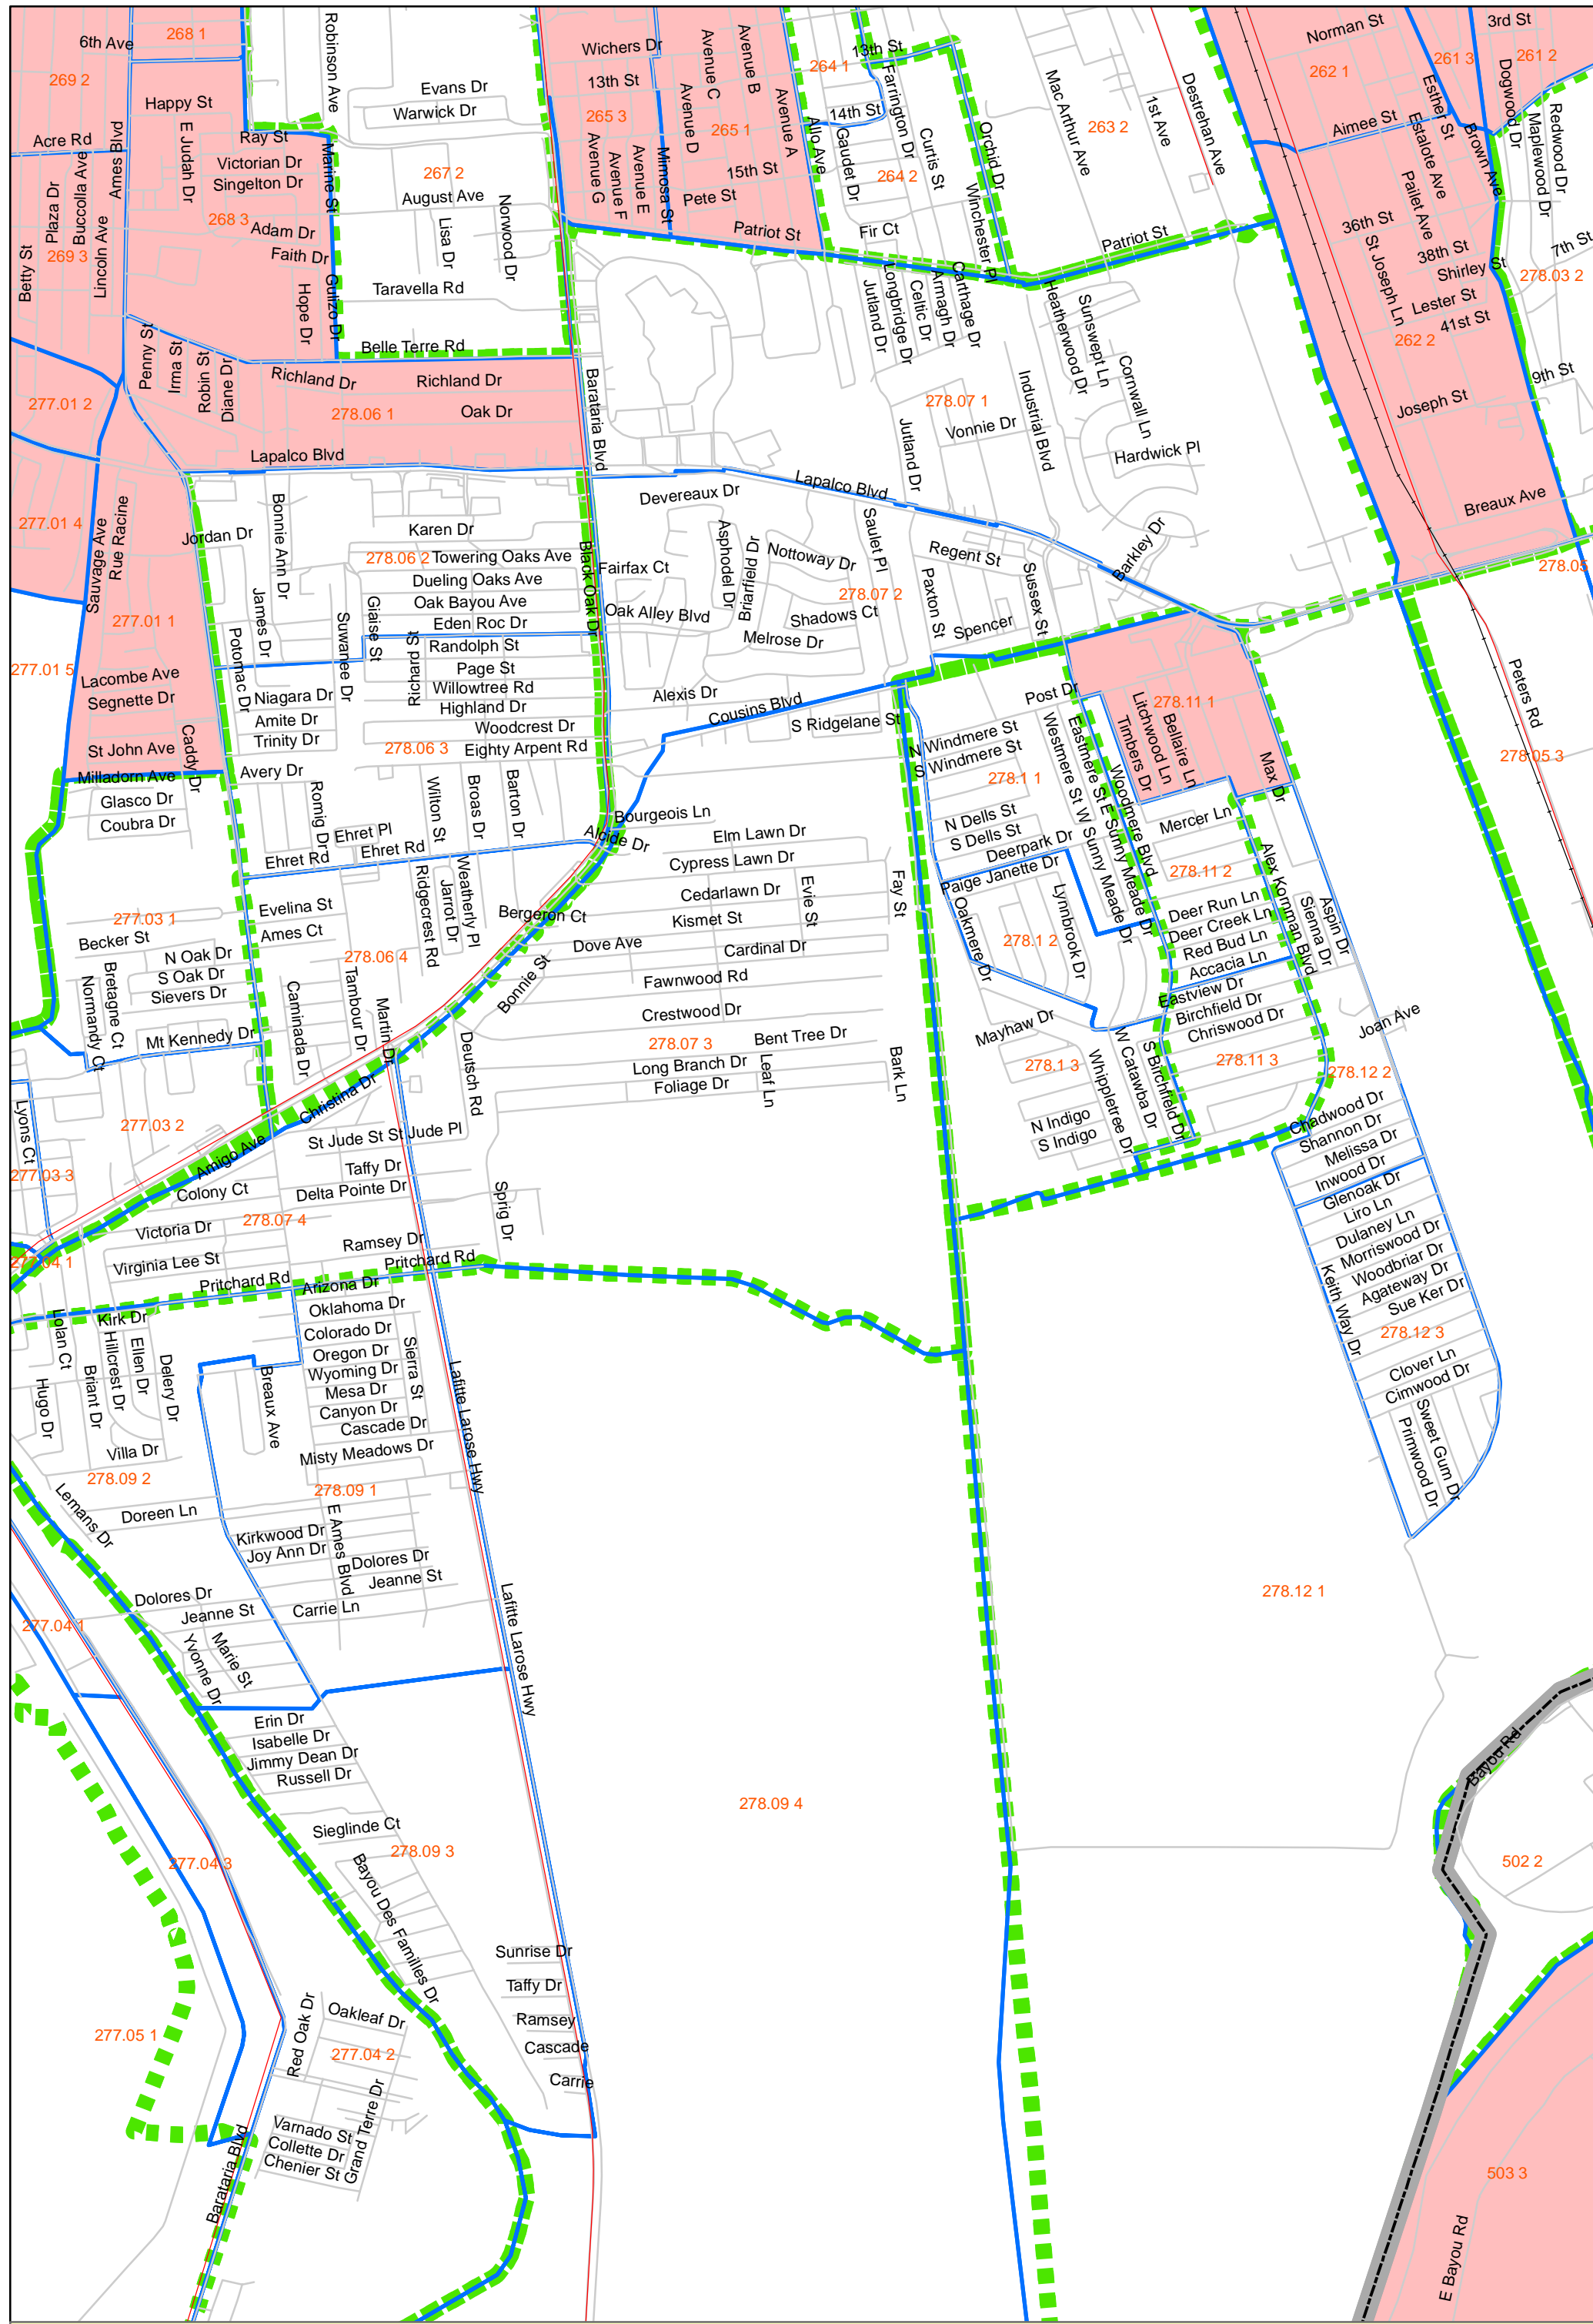 6th Ave
268 1
269 2
Happy St
Acre Rd
Ames Blvd
E Judah Dr
Ray St
Victorian Dr
Singelton Dr
Plaza Dr
Buccolla Ave
268 3
Adam Dr
Faith Dr
269 3
Betty St
Lincoln Ave
Hope Dr
Marine St
Gulizo Dr
Robinson Ave
Evans Dr
Warwick Dr
267 2
August Ave
Lisa Dr
Norwood Dr
Taravella Rd
Belle Terre Rd
Wichers Dr
13th St
265 3
Avenue G
Avenue F
Avenue E
Mimosa St
Avenue D
Avenue C
Avenue B
265 1
Avenue A
15th St
Pete St
Patriot St
264 1
13th St
14th St
Allo Ave
Gaudet Dr
Farrington Dr
264 2
Curtis St
Fir Ct
Orchid Dr
Winchester Pl
Mac Arthur Ave
263 2
1st Ave
Destrehan Ave
Patriot St
Norman St
262 1
261 3
3rd St
261 2
Aimee St
Esther St
Estalote Ave
Brown Ave
Dogwood Dr
Maplewood Dr
Redwood Dr
Pailet Ave
36th St
38th St
Shirley St
7th St
278.03 2
St Joseph Ln
Lester St
41st St
262 2
9th St
Joseph St
Breaux Ave
278.05
Jutland Dr
Longbridge Dr
Celtic Dr
Armagh Dr
Carthage Dr
Heatherwood Dr
Sunswept Ln
Cornwall Ln
Industrial Blvd
278.07 1
Vonnie Dr
Jutland Dr
Hardwick Pl
Penny St
Irma St
Robin St
Diane Dr
Richland Dr
Richland Dr
278.06 1
Oak Dr
277.01 2
Lapalco Blvd
Barataria Blvd
277.01 4
Sauvage Ave
Rue Racine
Jordan Dr
Bonnie Ann Dr
Karen Dr
278.06 2
Towering Oaks Ave
Dueling Oaks Ave
Oak Bayou Ave
Eden Roc Dr
Randolph St
Page St
Willowtree Rd
Highland Dr
Woodcrest Dr
278.06 3
Eighty Arpent Rd
James Dr
Potomac Dr
Suwanee Dr
Giaise St
Richard St
Niagara Dr
Amite Dr
Trinity Dr
Avery Dr
277.01 1
277.01 5
Lacombe Ave
Segnette Dr
St John Ave
Caddy Dr
Milladorn Ave
Glasco Dr
Coubra Dr
Black Oak Dr
Devereaux Dr
Lapalco Blvd
Fairfax Ct
Asphodel Dr
Briarfield Dr
Nottoway Dr
Saulet Pl
Regent St
278.07 2
Oak Alley Blvd
Shadows Ct
Melrose Dr
Paxton St
Spencer
Sussex St
Barkley Dr
Alexis Dr
Cousins Blvd
S Ridgelane St
Post Dr
278.11 1
Litchwood Ln
Bellaire Ln
Timbers Dr
Max Dr
Peters Rd
278.05 3
N Windmere St
S Windmere St
278.1 1
Westmere St
Eastmere St
Woodmere Blvd
N Dells St
S Dells St
Deerpark Dr
Paige Janette Dr
W Sunny Meade Dr
E Sunny Meade Dr
Mercer Ln
278.11 2
Alex Kornman Blvd
Romig Dr
Ehret Pl
Ehret Rd
Ehret Rd
Wilton St
Broas Dr
Barton Dr
Bourgeois Ln
Alcide Dr
Elm Lawn Dr
Cypress Lawn Dr
Cedarlawn Dr
Evie St
Fay St
Kismet St
Dove Ave
Cardinal Dr
Fawnwood Rd
Crestwood Dr
278.07 3
Bent Tree Dr
Long Branch Dr
Leaf Ln
Foliage Dr
Bark Ln
Oakmere Dr
278.1 2
Lynnbrook Dr
Deer Run Ln
Deer Creek Ln
Red Bud Ln
Accacia Ln
Sienna Dr
Aspin Dr
Eastview Dr
Birchfield Dr
Chriswood Dr
Joan Ave
Mayhaw Dr
278.1 3
W Catawba Dr
S Birchfield Dr
Whippletree Dr
278.11 3
278.12 2
N Indigo
S Indigo
Chadwood Dr
Shannon Dr
Melissa Dr
Inwood Dr
Glenoak Dr
Liro Ln
Dulaney Ln
Morriswood Dr
Woodbriar Dr
Agateway Dr
Sue Ker Dr
Keith Way Dr
278.12 3
Clover Ln
Cimwood Dr
Sweet Gum Dr
Primwood Dr
277.03 1
Becker St
N Oak Dr
S Oak Dr
Sievers Dr
Normandy Ct
Bretagne Ct
Mt Kennedy Dr
Evelina St
Ames Ct
278.06 4
Ridgecrest Rd
Jarrot Dr
Weatherly Pl
Bergeron Ct
Bonnie St
Caminada Dr
Tambour Dr
Martin Dr
Deutsch Rd
Christina Dr
Lyons Ct
277.03 2
277.03 3
Amigo Ave
St Jude St
St Jude Pl
Taffy Dr
Colony Ct
Delta Pointe Dr
Sprig Dr
278.07 4
Victoria Dr
Virginia Lee St
Ramsey Dr
Pritchard Rd
Pritchard Rd
277.04 1
Arizona Dr
Oklahoma Dr
Colorado Dr
Oregon Dr
Wyoming Dr
Mesa Dr
Canyon Dr
Cascade Dr
Misty Meadows Dr
Sierra St
Lolan Ct
Kirk Dr
Hillcrest Dr
Ellen Dr
Delery Dr
Briant Dr
Hugo Dr
Villa Dr
278.09 2
Breaux Ave
Lafitte Larose Hwy
278.09 1
Lemans Dr
Doreen Ln
Kirkwood Dr
Joy Ann Dr
E Ames Blvd
Dolores Dr
Jeanne St
Dolores Dr
Jeanne St
Carrie Ln
277.04 1
Yvonne Dr
Marie St
Lafitte Larose Hwy
278.12 1
Erin Dr
Isabelle Dr
Jimmy Dean Dr
Russell Dr
Sieglinde Ct
278.09 3
278.09 4
277.04 3
Bayou Des Familles Dr
Bayou Rd
502 2
Sunrise Dr
Taffy Dr
Ramsey
Cascade
Carrie
277.05 1
Red Oak Dr
Oakleaf Dr
277.04 2
Varnado St
Collette Dr
Chenier St
Grand Terre Dr
Barataria Blvd
503 3
E Bayou Rd